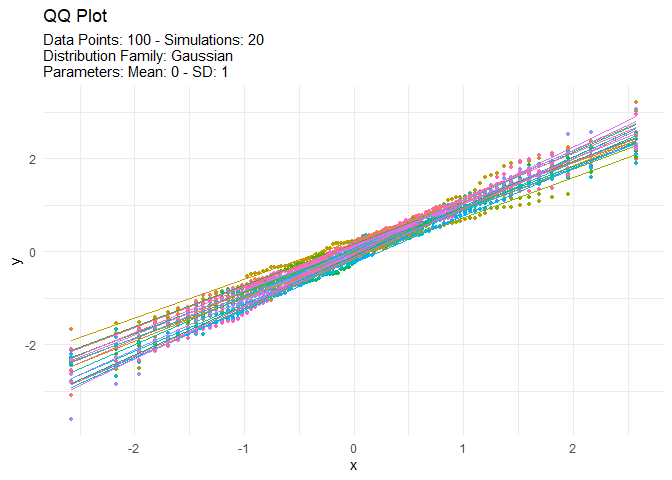 QQ Plot
Data Points: 100 - Simulations: 20
Distribution Family: Gaussian
Parameters: Mean: 0 - SD: 1
2
0
-2
y
-2
-1
0
1
2
x